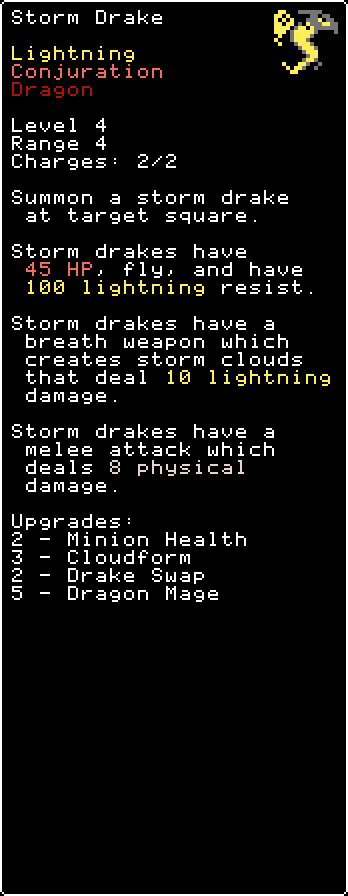 Storm Drake
Lightning
Conjuration
Dragon
Level 4
Range 4
Charges: 2/2
Summon a storm drake
at target square.
Storm drakes have
45 HP, fly, and have
100 lightning resist.
Storm drakes have a
breath weapon which
creates storm clouds
that deal 10 lightning
damage.
Storm drakes have a
melee attack which
deals 8 physical
damage.
Upgrades:
2 - Minion Health
3 - Cloudform
2 - Drake Swap
5 - Dragon Mage